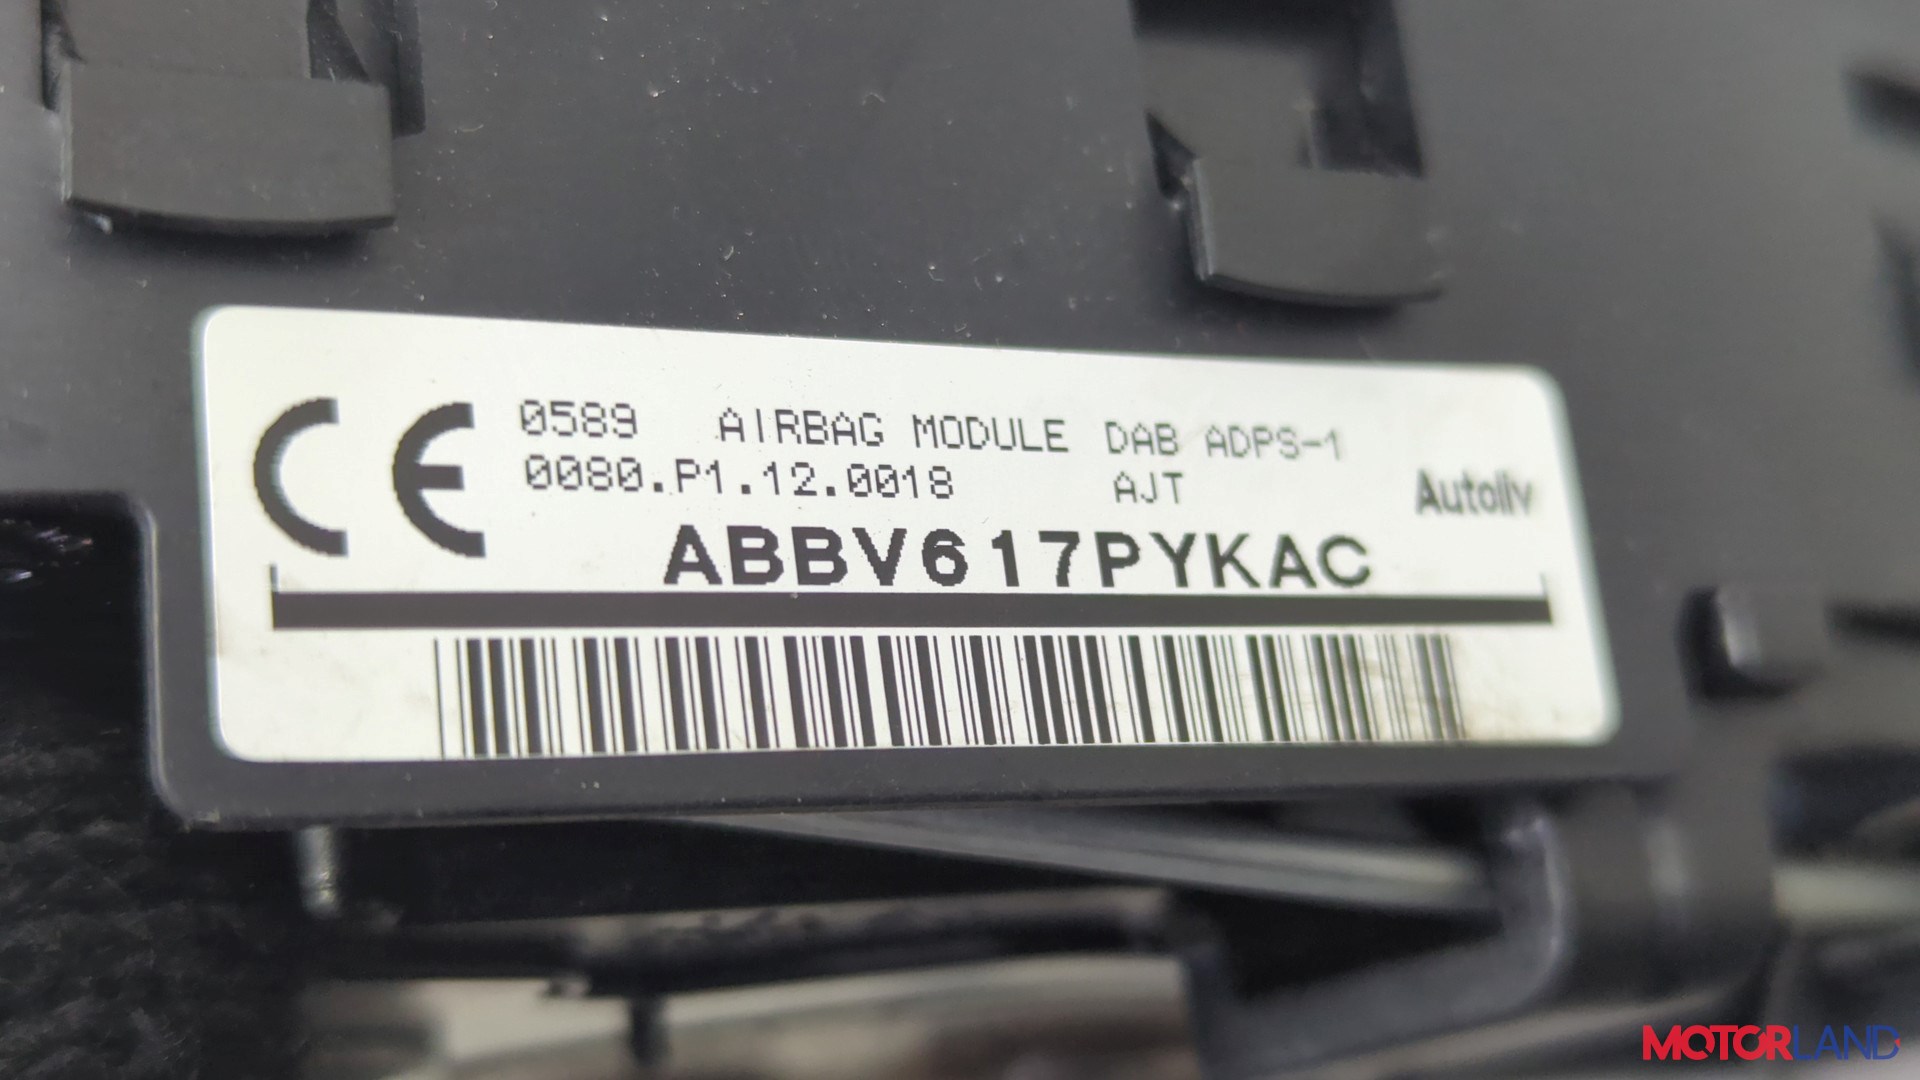 CE 0589 AIRBAG MODULE DAB ADPS-1
0080.P1.12.0018 AJT
Autoliv
ABBV617PYKAC
MOTORLAND